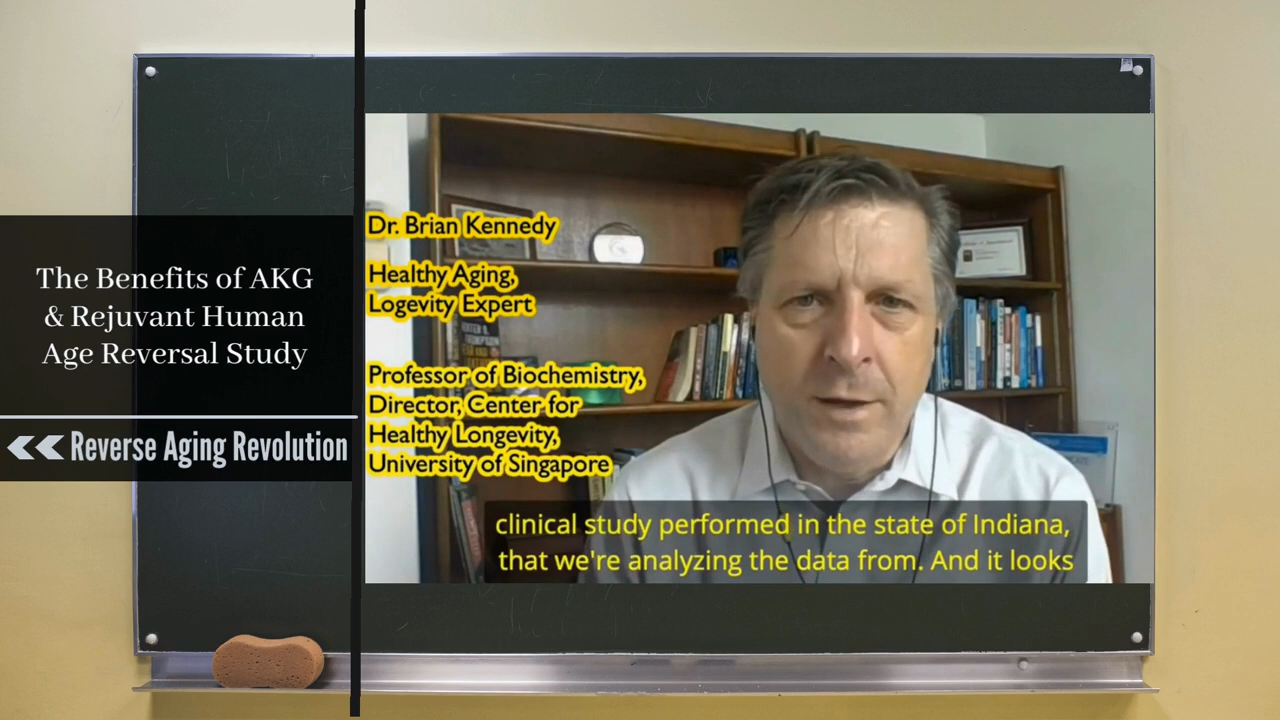 The Benefits of AKG
& Rejuvant Human
Age Reversal Study
Reverse Aging Revolution
Dr. Brian Kennedy
Healthy Aging,
Logevity Expert
Professor of Biochemistry,
Director, Center for
Healthy Longevity,
University of Singapore
clinical study performed in the state of Indiana,
that we're analyzing the data from. And it looks